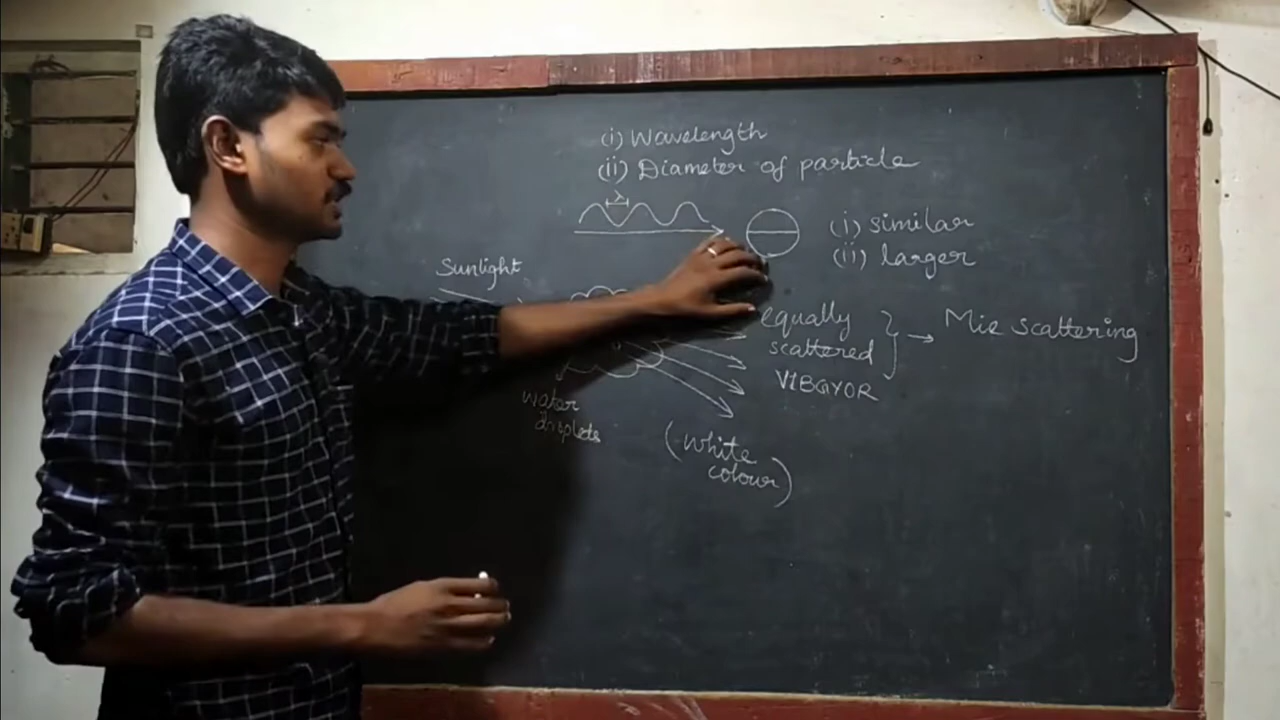 (i) Wavelength
(ii) Diameter of particle
λ
(i) similar
(ii) larger
Sunlight
equally
scattered
VIBGYOR
→ Mie scattering
water
droplets
(White
colour)